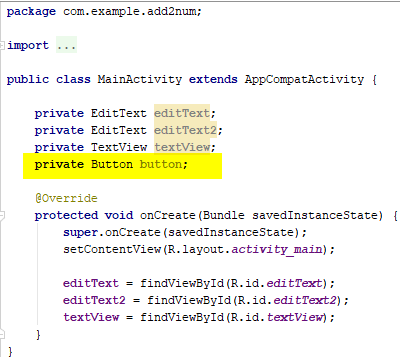 package com.example.add2num;
import ...
public class MainActivity extends AppCompatActivity {
private EditText editText;
private EditText editText2;
private TextView textView;
private Button button;
@Override
protected void onCreate(Bundle savedInstanceState) {
super.onCreate(savedInstanceState);
setContentView(R.layout.activity_main);
editText = findViewById(R.id.editText);
editText2 = findViewById(R.id.editText2);
textView = findViewById(R.id.textView);
}
}